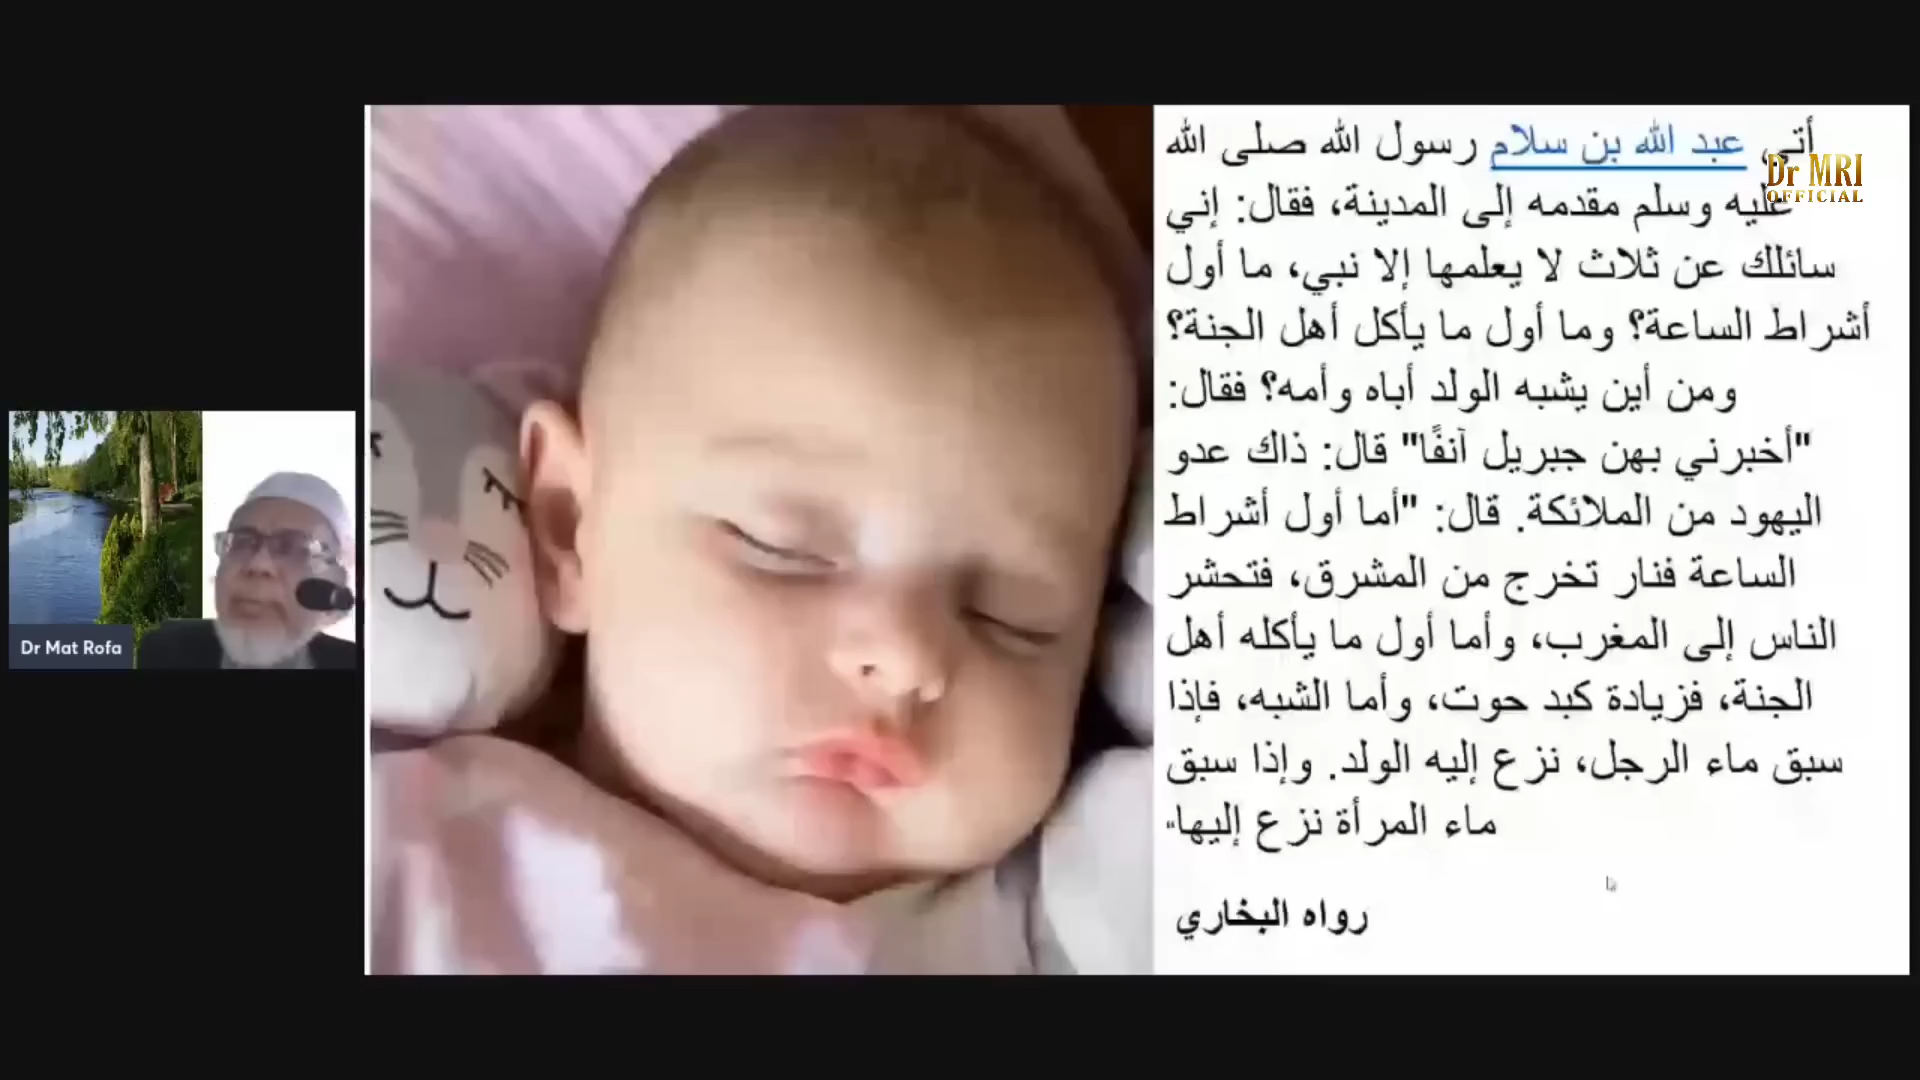 أتى عبد الله بن سلام رسول الله صلى الله
عليه وسلم مقدمه إلى المدينة، فقال: إني
سائلك عن ثلاث لا يعلمها إلا نبي، ما أول
أشراط الساعة؟ وما أول ما يأكل أهل الجنة؟
ومن أين يشبه الولد أباه وأمه؟ فقال:
"أخبرني بهن جبريل آنفًا" قال: ذاك عدو
اليهود من الملائكة. قال: "أما أول أشراط
الساعة فنار تخرج من المشرق، فتحشر
الناس إلى المغرب، وأما أول ما يأكله أهل
الجنة، فزيادة كبد حوت، وأما الشبه، فإذا
سبق ماء الرجل، نزع إليه الولد. وإذا سبق
ماء المرأة نزع إليها"
رواه البخاري
Dr MRI
OFFICIAL
Dr Mat Rofa